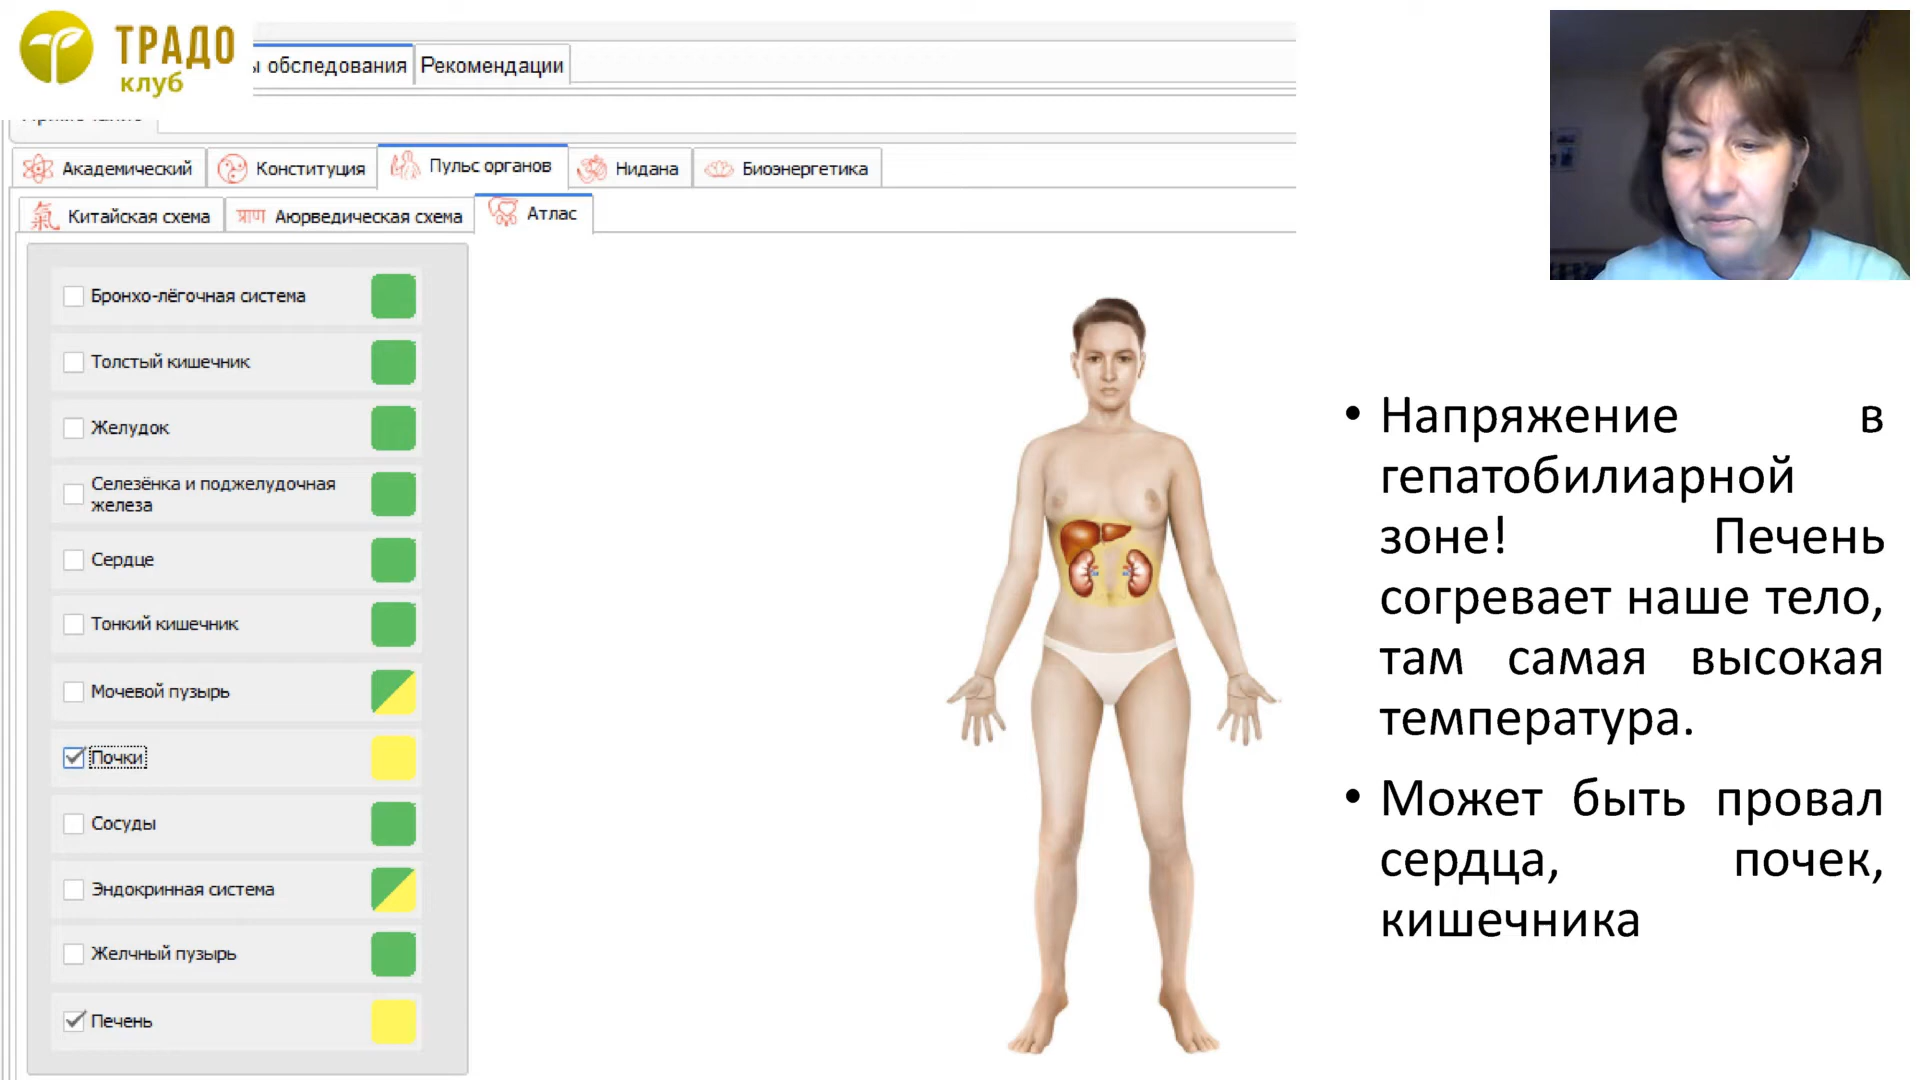 ТРАДО
клуб
ы обследования
Рекомендации
Академический
Конституция
Пульс органов
Нидана
Биоэнергетика
氣 Китайская схема
प्राण Аюрведическая схема
Атлас
Бронхо-лёгочная система
Толстый кишечник
Желудок
Селезёнка и поджелудочная
железа
Сердце
Тонкий кишечник
Мочевой пузырь
Почки
Сосуды
Эндокринная система
Желчный пузырь
Печень
• Напряжение в
гепатобилиарной
зоне! Печень
согревает наше тело,
там самая высокая
температура.
• Может быть провал
сердца, почек,
кишечника